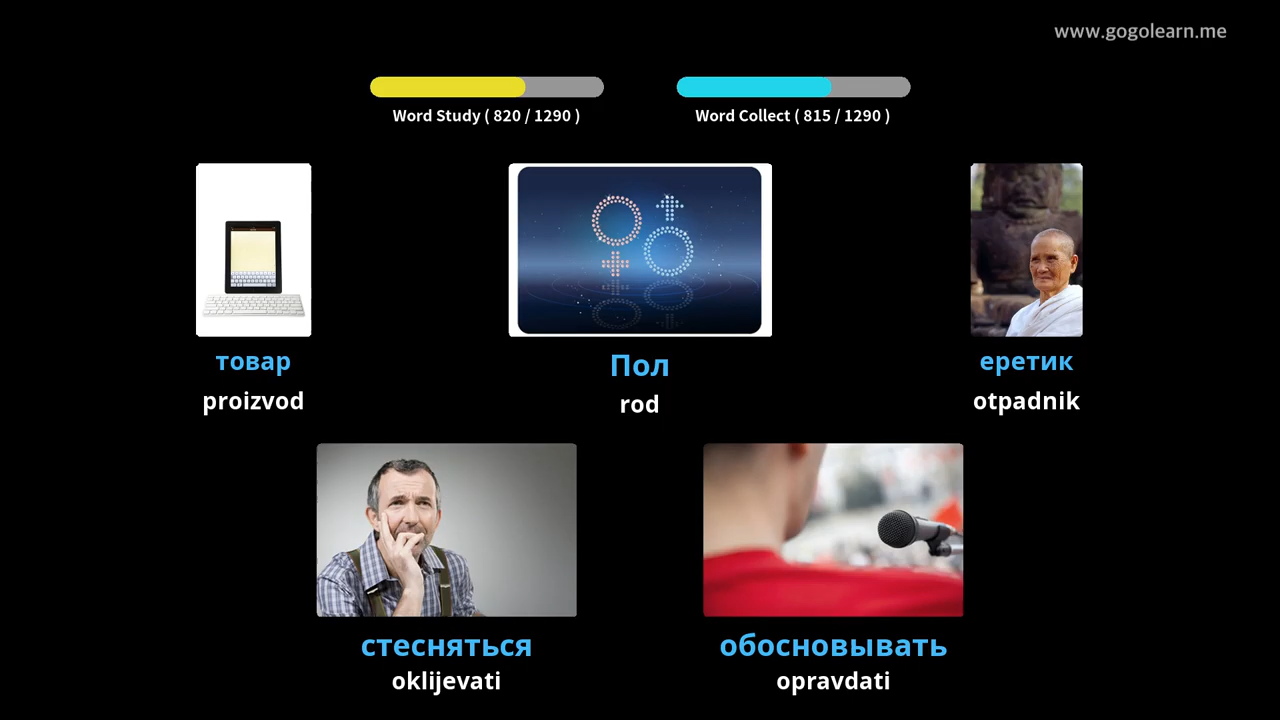 www.gogolearn.me
Word Study ( 820 / 1290 )
Word Collect ( 815 / 1290 )
товар
proizvod
Пол
rod
еретик
otpadnik
стесняться
oklijevati
обосновывать
opravdati